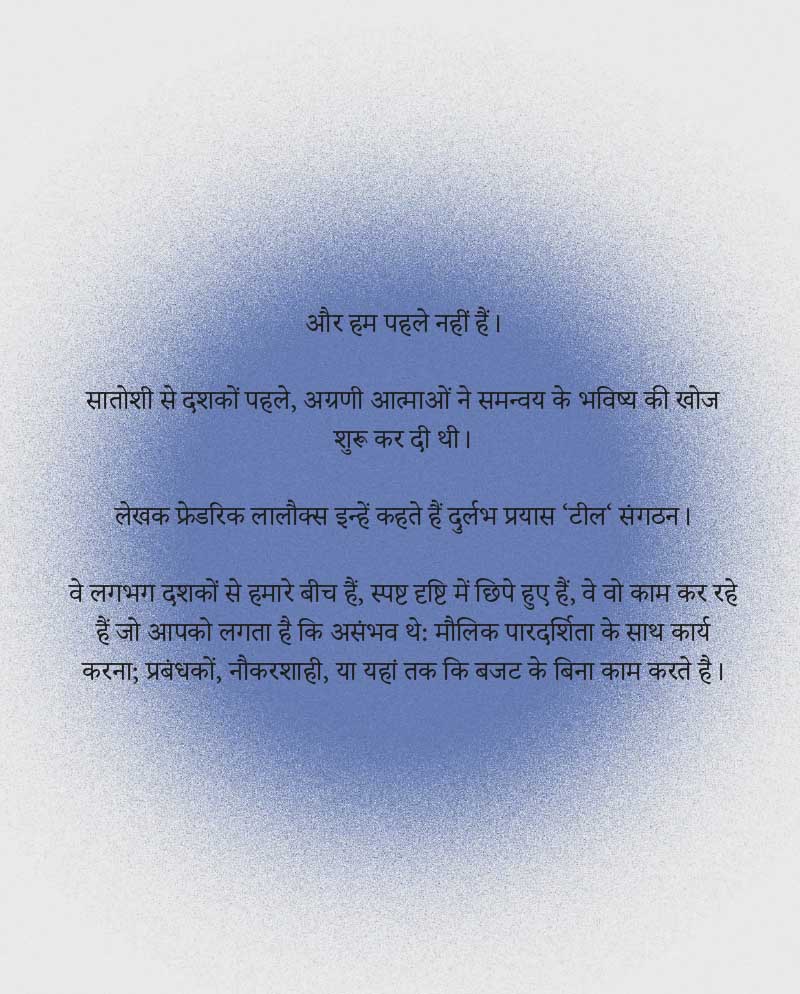 और हम पहले नहीं हैं।
सातोशी से दशकों पहले, अग्रणी आत्माओं ने समन्वय के भविष्य की खोज
शुरू कर दी थी।
लेखक फ्रेडरिक लालौक्स इन्हें कहते हैं दुर्लभ प्रयास ‘टील‘ संगठन।
वे लगभग दशकों से हमारे बीच हैं, स्पष्ट दृष्टि में छिपे हुए हैं, वे वो काम कर रहे
हैं जो आपको लगता है कि असंभव थे: मौलिक पारदर्शिता के साथ कार्य
करना; प्रबंधकों, नौकरशाही, या यहां तक कि बजट के बिना काम करते है।